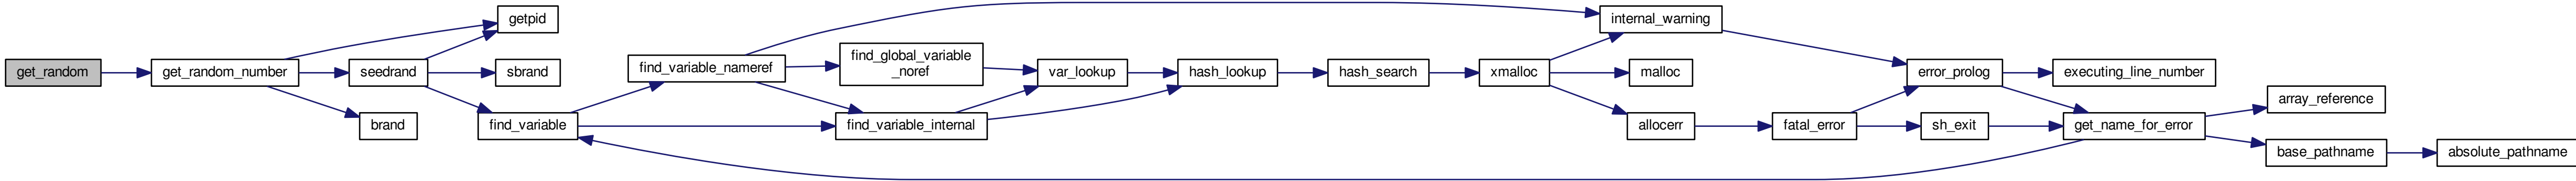 get_random
get_random_number
getpid
seedrand
brand
sbrand
find_variable
find_variable_nameref
find_global_variable
_noref
find_variable_internal
var_lookup
hash_lookup
hash_search
xmalloc
internal_warning
malloc
allocerr
fatal_error
error_prolog
sh_exit
executing_line_number
get_name_for_error
array_reference
base_pathname
absolute_pathname